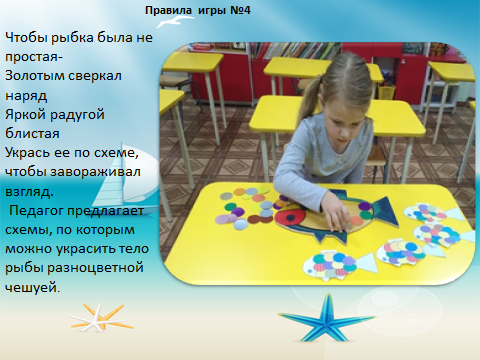 Правила игры №4
Чтобы рыбка была не
простая-
Золотым сверкал
наряд
Яркой радугой
блистая
Укрась ее по схеме,
чтобы завораживал
взгляд.
Педагог предлагает
схемы, по которым
можно украсить тело
рыбы разноцветной
чешуей.